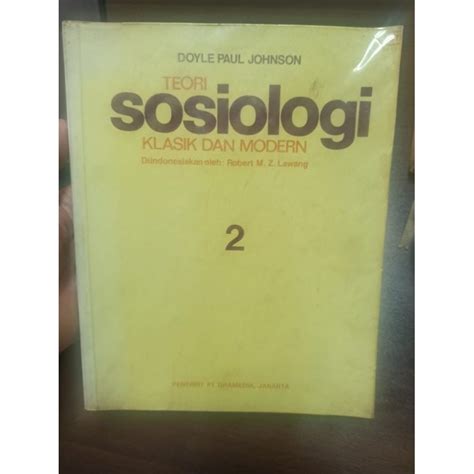 DOYLE PAUL JOHNSON
TEORI
sosiologi
KLASIK DAN MODERN
Diindonesiakan oleh: Robert M. Z. Lawang
2
PENERBIT PT GRAMEDIA, JAKARTA